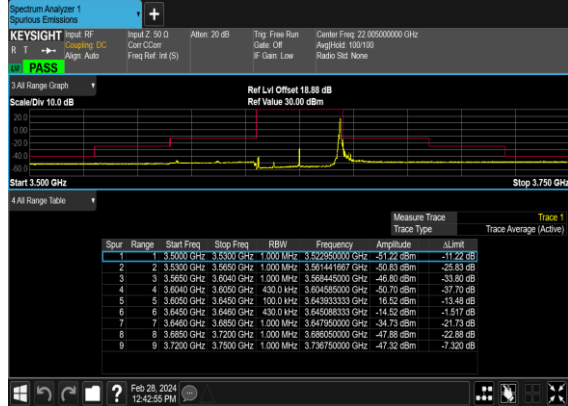 Spectrum Analyzer 1
Spurious Emissions
+
KEYSIGHT Input: RF Input Z: 50 Ω Atten: 20 dB Trig: Free Run Center Freq: 22.005000000 GHz
R T Coupling: DC Corr CCorr Gate: Off Avg|Hold: 100/100
Align: Auto Freq Ref: Int (S) IF Gain: Low Radio Std: None
PASS
3 All Range Graph
Ref Lvl Offset 18.88 dB
Scale/Div 10.0 dB Ref Value 30.00 dBm
20.0
0.00
-20.0
-40.0
-60.0
Start 3.500 GHz Stop 3.750 GHz
4 All Range Table
Measure Trace Trace 1
Trace Type Trace Average (Active)
Spur Range Start Freq Stop Freq RBW Frequency Amplitude ΔLimit
1 1 3.5000 GHz 3.5300 GHz 1.000 MHz 3.522950000 GHz -51.22 dBm -11.22 dB
2 2 3.5300 GHz 3.5650 GHz 1.000 MHz 3.561441667 GHz -50.83 dBm -25.83 dB
3 3 3.5650 GHz 3.6040 GHz 1.000 MHz 3.568445000 GHz -46.80 dBm -33.80 dB
4 4 3.6040 GHz 3.6050 GHz 430.0 kHz 3.604585000 GHz -50.70 dBm -37.70 dB
5 5 3.6050 GHz 3.6450 GHz 100.0 kHz 3.643933333 GHz 16.52 dBm -13.48 dB
6 6 3.6450 GHz 3.6460 GHz 430.0 kHz 3.645088333 GHz -14.52 dBm -1.517 dB
7 7 3.6460 GHz 3.6850 GHz 1.000 MHz 3.647950000 GHz -34.73 dBm -21.73 dB
8 8 3.6850 GHz 3.7200 GHz 1.000 MHz 3.686050000 GHz -47.88 dBm -22.88 dB
9 9 3.7200 GHz 3.7500 GHz 1.000 MHz 3.736750000 GHz -47.32 dBm -7.320 dB
? Feb 28, 2024
12:42:55 PM